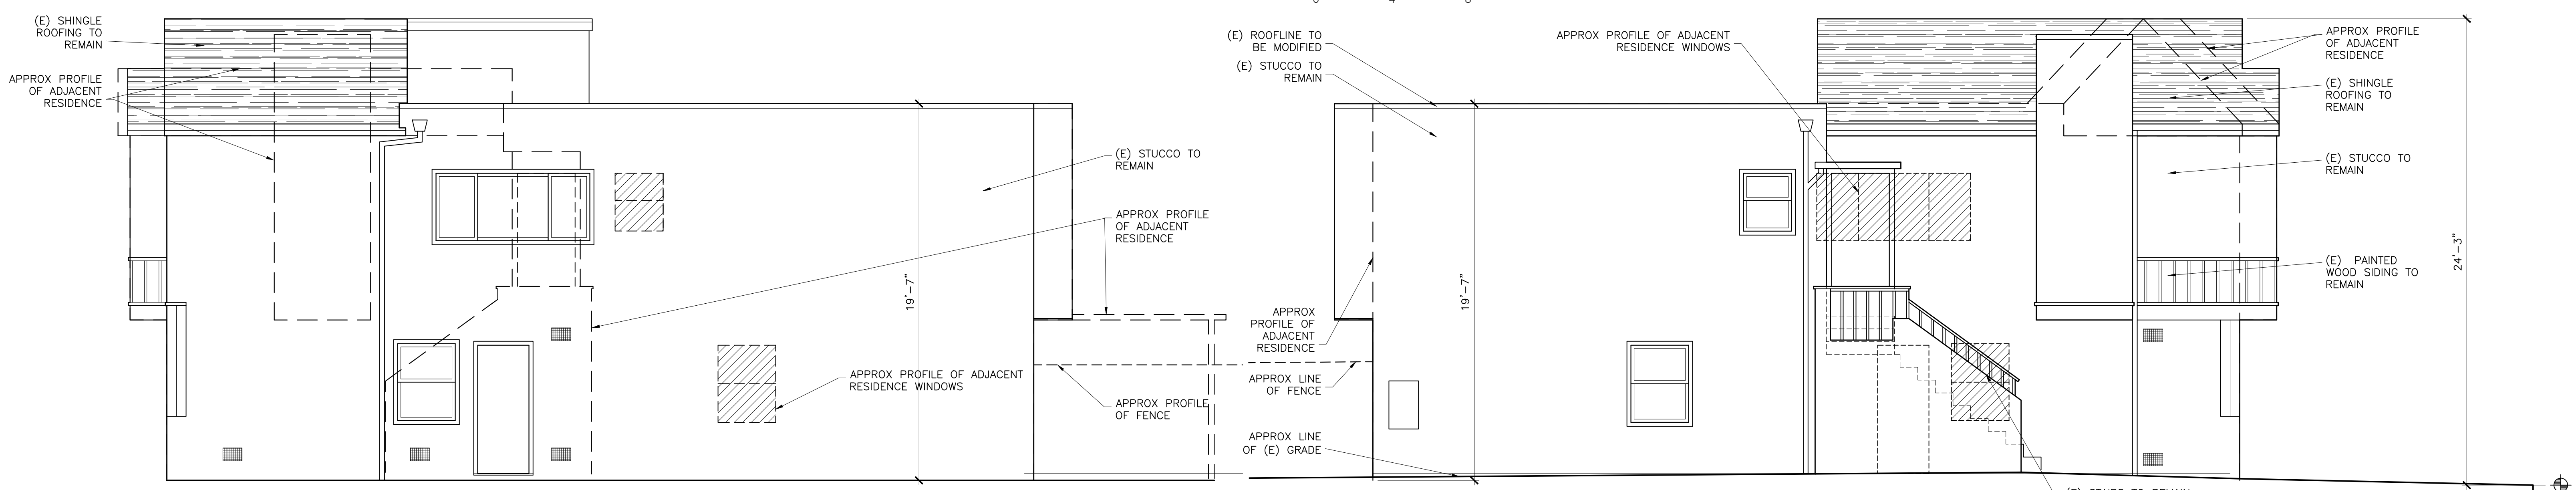 (E) SHINGLE
ROOFING TO
REMAIN
APPROX PROFILE
OF ADJACENT
RESIDENCE
19'-7"
(E) STUCCO TO
REMAIN
APPROX PROFILE
OF ADJACENT
RESIDENCE
APPROX PROFILE OF ADJACENT
RESIDENCE WINDOWS
APPROX PROFILE
OF FENCE
(E) ROOFLINE TO
BE MODIFIED
(E) STUCCO TO
REMAIN
APPROX
PROFILE OF
ADJACENT
RESIDENCE
APPROX LINE
OF FENCE
APPROX LINE
OF (E) GRADE
19'-7"
APPROX PROFILE OF ADJACENT
RESIDENCE WINDOWS
APPROX PROFILE
OF ADJACENT
RESIDENCE
(E) SHINGLE
ROOFING TO
REMAIN
(E) STUCCO TO
REMAIN
(E) PAINTED
WOOD SIDING TO
REMAIN
24'-3"